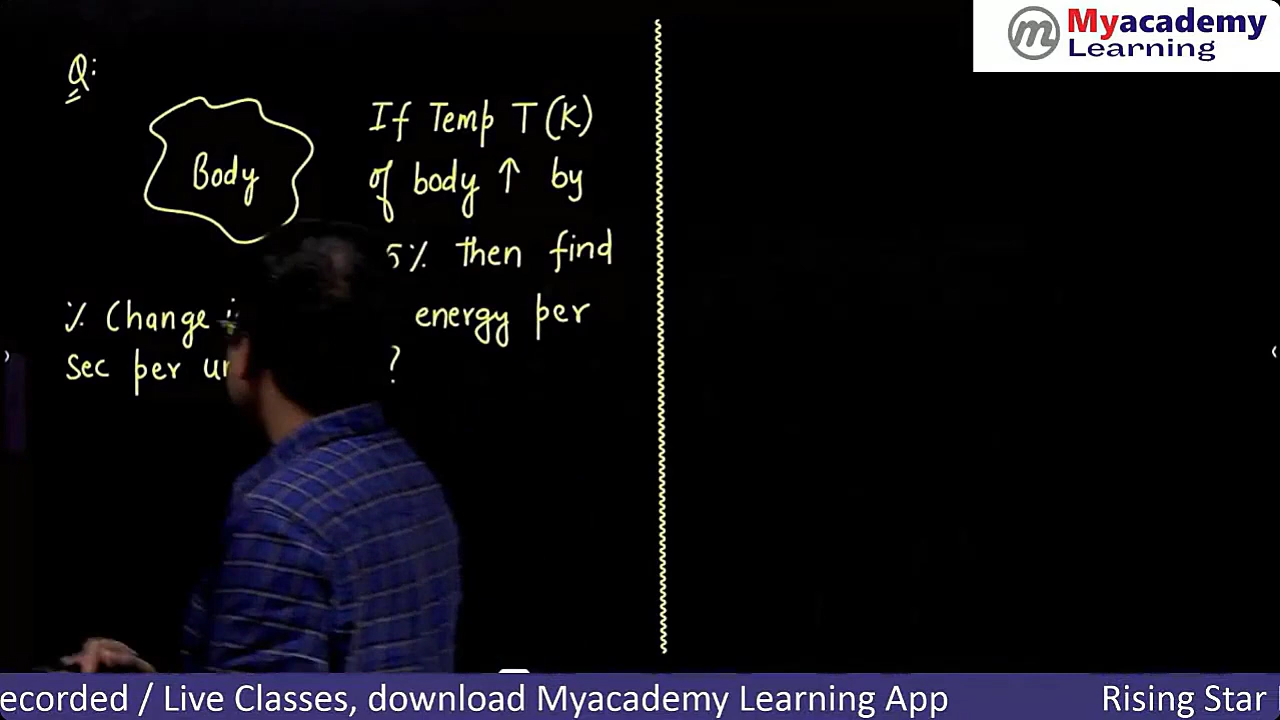 Myacademy
Learning
Q:
Body
If Temp T (K)
of body ↑ by
5% then find
% Change energy per
Sec per ?
ecorded / Live Classes, download Myacademy Learning App
Rising Star